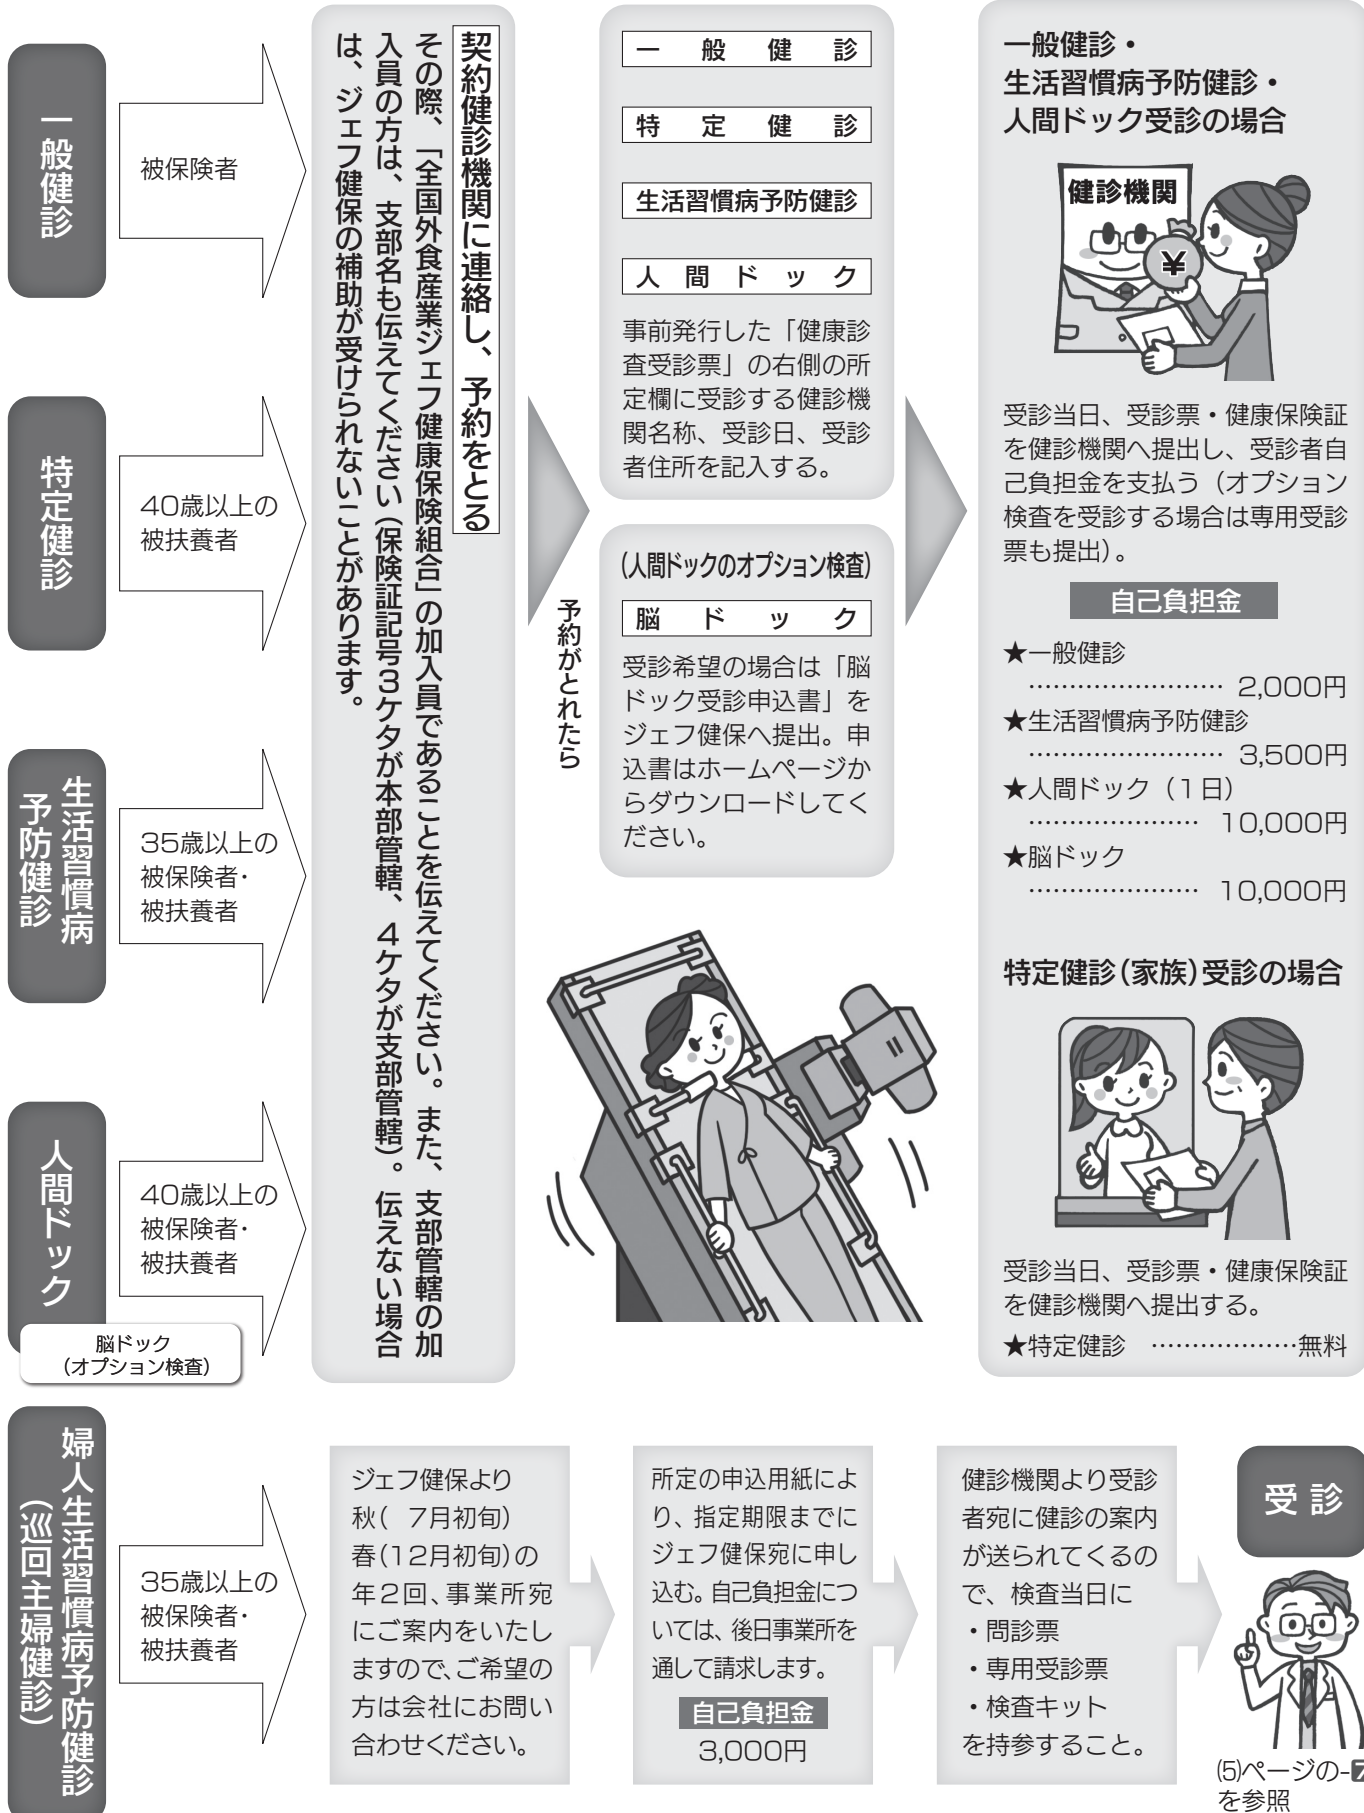 一般健診
被保険者
特定健診
40歳以上の
被扶養者
生活習慣病
予防健診
35歳以上の
被保険者・
被扶養者
人間ドック
40歳以上の
被保険者・
被扶養者
脳ドック
（オプション検査）
契約健診機関に連絡し、予約をとる
その際、「全国外食産業ジェフ健康保険組合」の加入員であることを伝えてください。また、支部管轄の加
入員の方は、支部名も伝えてください（保険証記号3ケタが本部管轄、4ケタが支部管轄）。伝えない場合
は、ジェフ健保の補助が受けられないことがあります。
予約がとれたら
一般健診
特定健診
生活習慣病予防健診
人間ドック
事前発行した「健康診
査受診票」の右側の所
定欄に受診する健診機
関名称、受診日、受診
者住所を記入する。
（人間ドックのオプション検査）
脳ドック
受診希望の場合は「脳
ドック受診申込書」を
ジェフ健保へ提出。申
込書はホームページか
らダウンロードしてく
ださい。
一般健診・
生活習慣病予防健診・
人間ドック受診の場合
健診機関
¥
受診当日、受診票・健康保険証
を健診機関へ提出し、受診者自
己負担金を支払う（オプション
検査を受診する場合は専用受診
票も提出）。
自己負担金
★一般健診
…………………… 2,000円
★生活習慣病予防健診
…………………… 3,500円
★人間ドック（1日）
………………… 10,000円
★脳ドック
………………… 10,000円
特定健診（家族）受診の場合
受診当日、受診票・健康保険証
を健診機関へ提出する。
★特定健診 ………………無料
婦人生活習慣病予防健診
（巡回主婦健診）
35歳以上の
被保険者・
被扶養者
ジェフ健保より
秋（ 7月初旬）
春（12月初旬）の
年2回、事業所宛
にご案内をいたし
ますので、ご希望の
方は会社にお問い
合わせください。
所定の申込用紙によ
り、指定期限までに
ジェフ健保宛に申し
込む。自己負担金につ
いては、後日事業所を
通して請求します。
自己負担金
3,000円
健診機関より受診
者宛に健診の案内
が送られてくるの
で、検査当日に
・問診票
・専用受診票
・検査キット
を持参すること。
受診
⑸ページの-
を参照